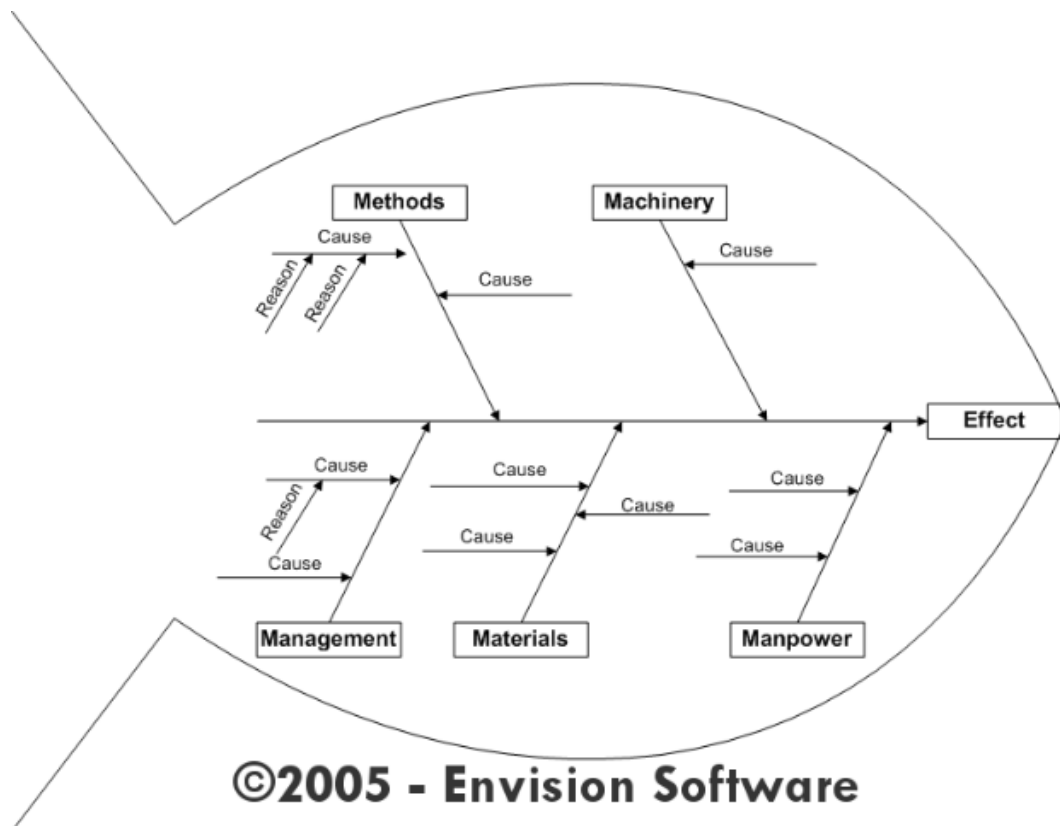 Methods
Machinery
Cause
Cause
Cause
Reason
Reason
Effect
Cause
Cause
Cause
Reason
Cause
Cause
Cause
Cause
Management
Materials
Manpower
©2005 - Envision Software